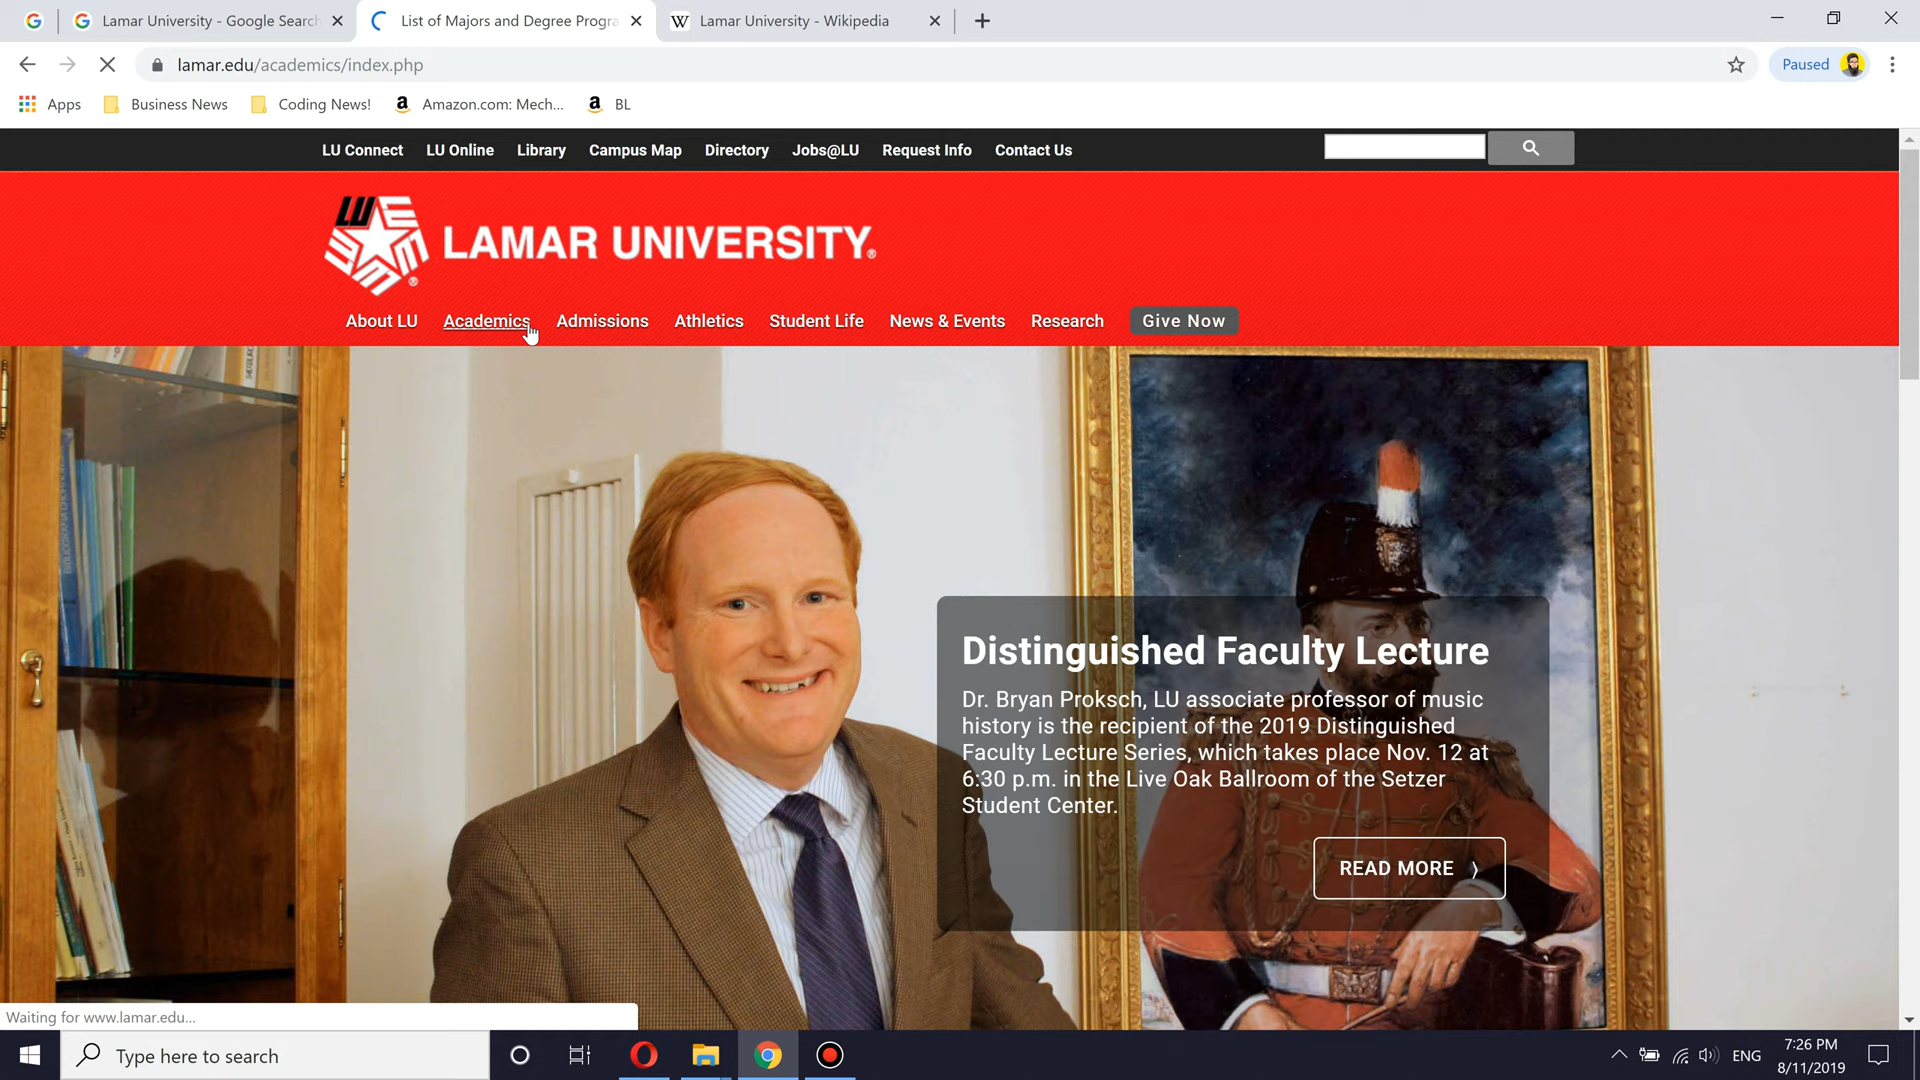 Lamar University - Google Search
List of Majors and Degree Progra
Lamar University - Wikipedia
lamar.edu/academics/index.php
Paused
Apps
Business News
Coding News!
Amazon.com: Mech...
BL
LU Connect
LU Online
Library
Campus Map
Directory
Jobs@LU
Request Info
Contact Us
LAMAR UNIVERSITY®
About LU
Academics
Admissions
Athletics
Student Life
News & Events
Research
Give Now
Distinguished Faculty Lecture
Dr. Bryan Proksch, LU associate professor of music
history is the recipient of the 2019 Distinguished
Faculty Lecture Series, which takes place Nov. 12 at
6:30 p.m. in the Live Oak Ballroom of the Setzer
Student Center.
READ MORE
Waiting for www.lamar.edu...
Type here to search
ENG
7:26 PM
8/11/2019